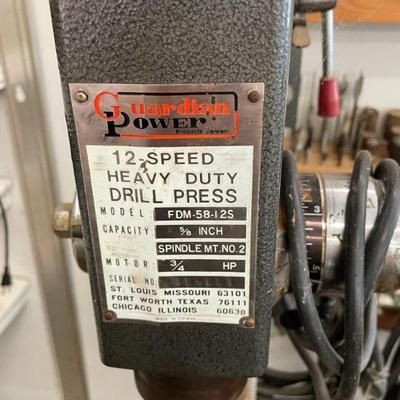 Guardian
Power
Products Taiwan
12-SPEED
HEAVY DUTY
DRILL PRESS
MODEL FDM-58-12S
CAPACITY 5/8 INCH
SPINDLE MT. NO. 2
MOTOR 3/4 HP
SERIAL NO.
ST. LOUIS MISSOURI 63101
FORT WORTH TEXAS 76111
CHICAGO ILLINOIS 60638
3